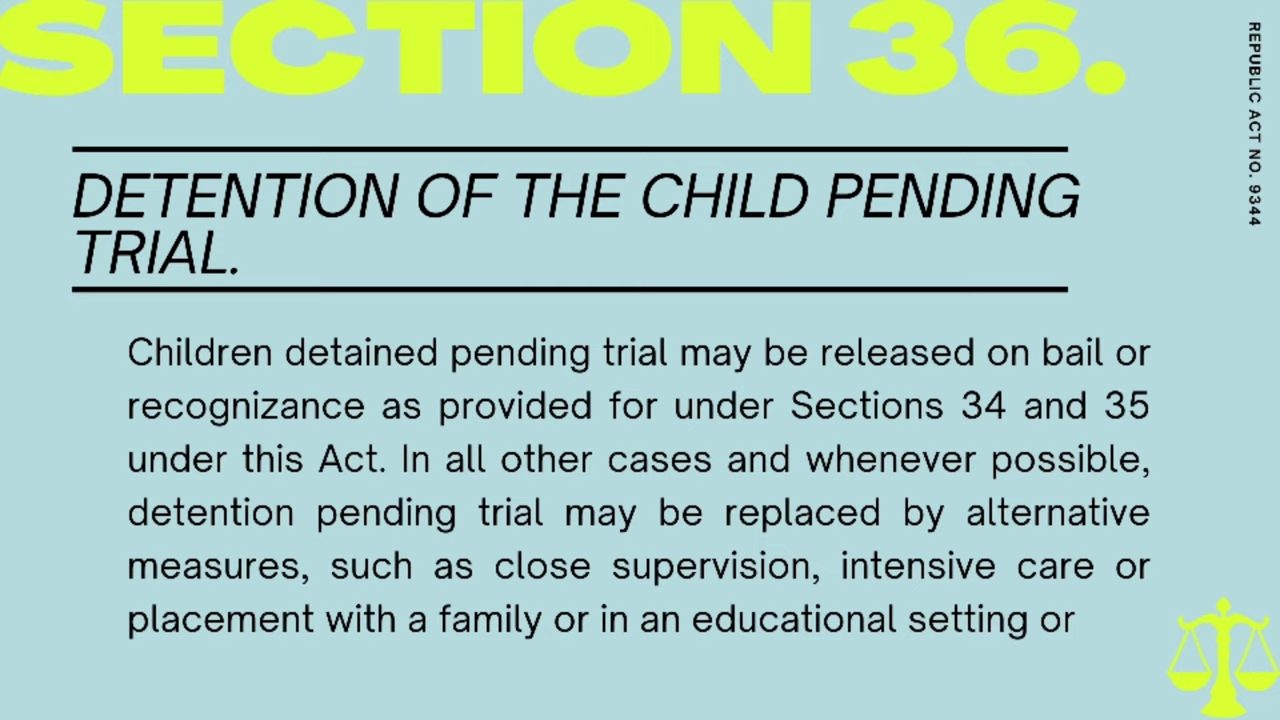 SECTION 36.
REPUBLIC ACT NO. 9344
DETENTION OF THE CHILD PENDING
TRIAL.
Children detained pending trial may be released on bail or
recognizance as provided for under Sections 34 and 35
under this Act. In all other cases and whenever possible,
detention pending trial may be replaced by alternative
measures, such as close supervision, intensive care or
placement with a family or in an educational setting or